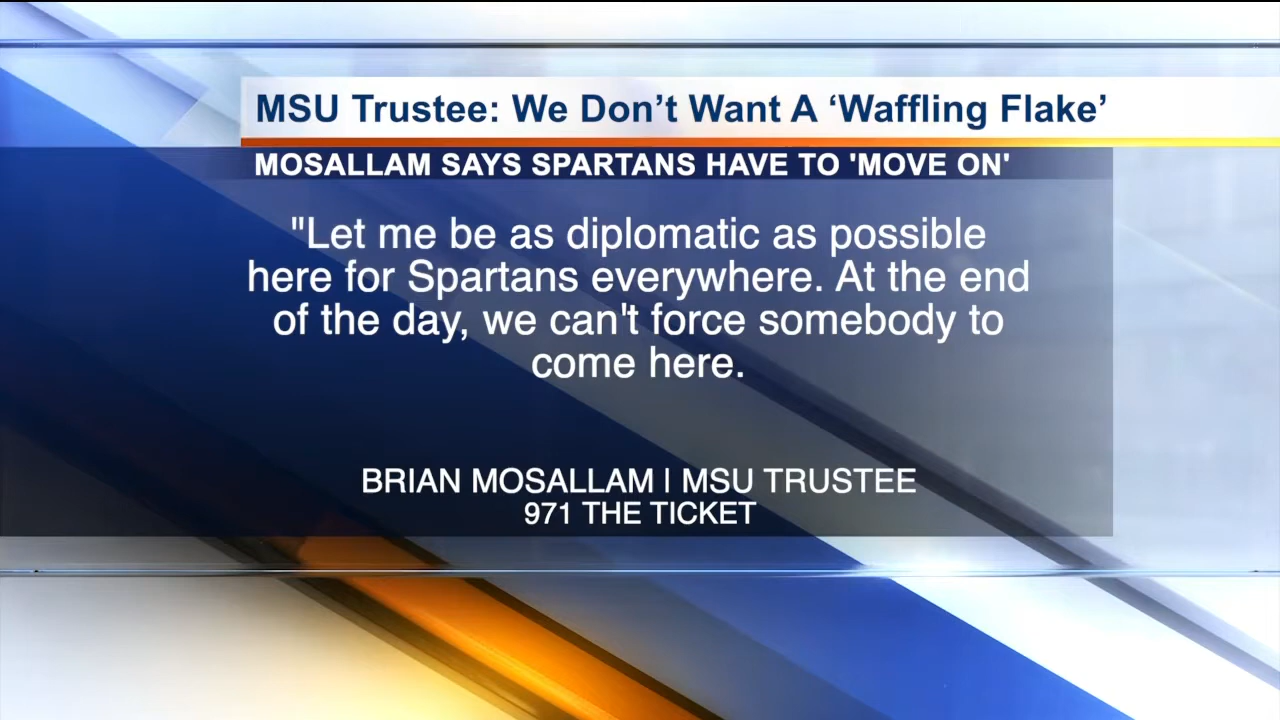 MSU Trustee: We Don’t Want A ‘Waffling Flake’
MOSALLAM SAYS SPARTANS HAVE TO 'MOVE ON'
"Let me be as diplomatic as possible
here for Spartans everywhere. At the end
of the day, we can't force somebody to
come here.
BRIAN MOSALLAM | MSU TRUSTEE
971 THE TICKET